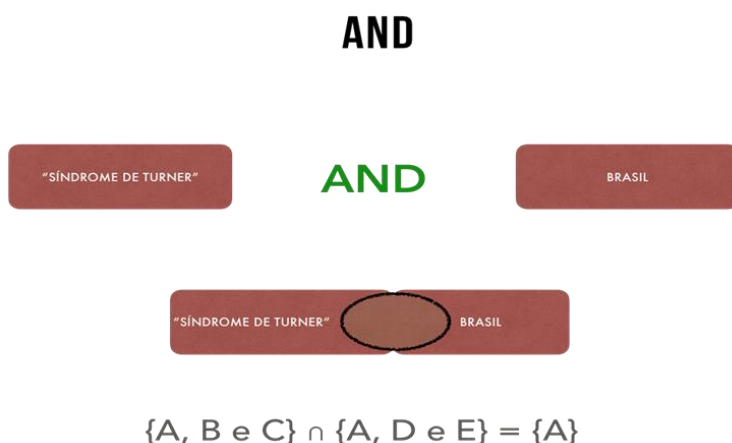 AND
"SÍNDROME DE TURNER" AND BRASIL
"SÍNDROME DE TURNER" BRASIL
{A, B e C} ∩ {A, D e E} = {A}